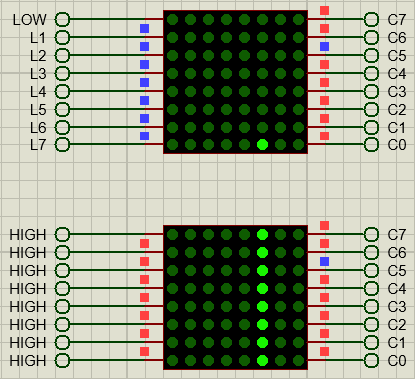 LOW C7
L1 C6
L2 C5
L3 C4
L4 C3
L5 C2
L6 C1
L7 C0
HIGH C7
HIGH C6
HIGH C5
HIGH C4
HIGH C3
HIGH C2
HIGH C1
HIGH C0